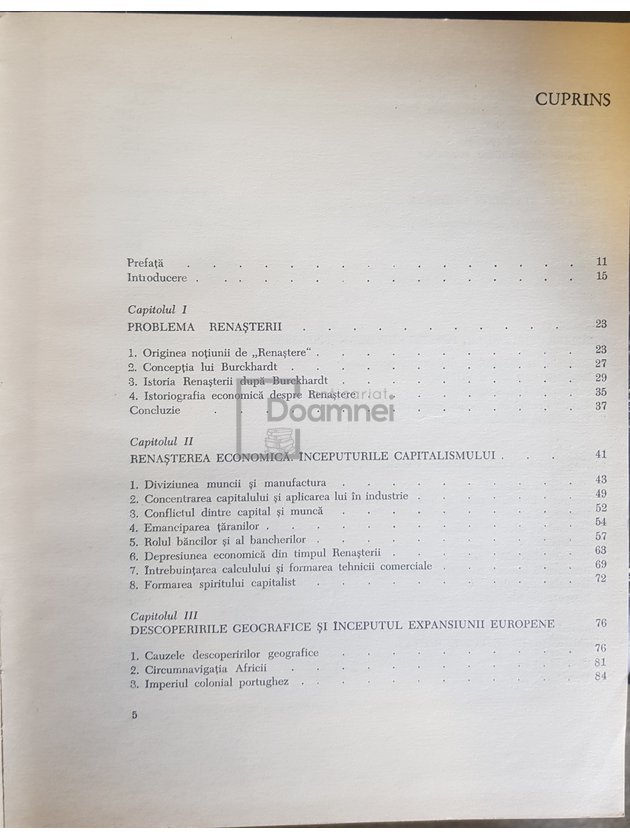 CUPRINS
Prefață . . . . . . . . . . . . . . . . 11
Introducere . . . . . . . . . . . . . . . . 15
Capitolul I
PROBLEMA RENAȘTERII . . . . . . . . . . . . 23
1. Originea noțiunii de „Renaștere“ . . . . . . . . . . . 23
2. Concepția lui Burckhardt . . . . . . . . . . . . 27
3. Istoria Renașterii după Burckhardt . . . . . . . . . . 29
4. Istoriografia economică despre Renaștere . . . . . . . . . 35
Concluzie . . . . . . . . . . . . . . . 37
Anticariat
Doamnei
Capitolul II
RENAȘTEREA ECONOMICĂ. ÎNCEPUTURILE CAPITALISMULUI . . . 41
1. Diviziunea muncii și manufactura . . . . . . . . . 43
2. Concentrarea capitalului și aplicarea lui în industrie . . . . . . 49
3. Conflictul dintre capital și muncă . . . . . . . . . 52
4. Emanciparea țăranilor . . . . . . . . . . . . 54
5. Rolul băncilor și al bancherilor . . . . . . . . . . 57
6. Depresiunea economică din timpul Renașterii . . . . . . . 63
7. Întrebuințarea calculului și formarea tehnicii comerciale . . . . . 69
8. Formarea spiritului capitalist . . . . . . . . . . 72
Capitolul III
DESCOPERIRILE GEOGRAFICE ȘI ÎNCEPUTUL EXPANSIUNII EUROPENE 76
1. Cauzele descoperirilor geografice . . . . . . . . . 76
2. Circumnavigația Africii . . . . . . . . . . . 81
3. Imperiul colonial portughez . . . . . . . . . . 84
5